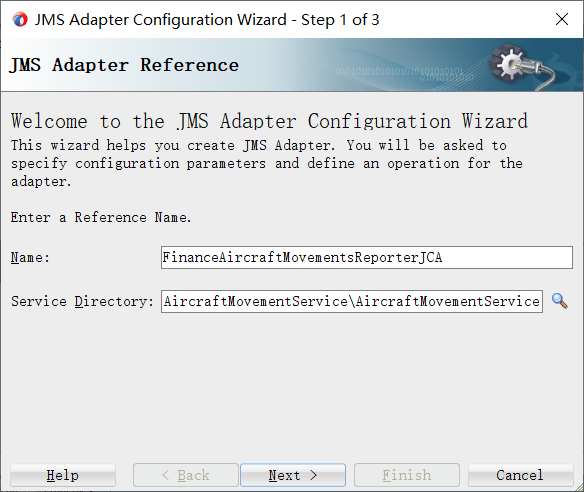 JMS Adapter Configuration Wizard - Step 1 of 3
JMS Adapter Reference
Welcome to the JMS Adapter Configuration Wizard
This wizard helps you create JMS Adapter. You will be asked to
specify configuration parameters and define an operation for the
adapter.
Enter a Reference Name.
Name: FinanceAircraftMovementsReporterJCA
Service Directory: AircraftMovementService\AircraftMovementService
Help < Back Next > Finish Cancel